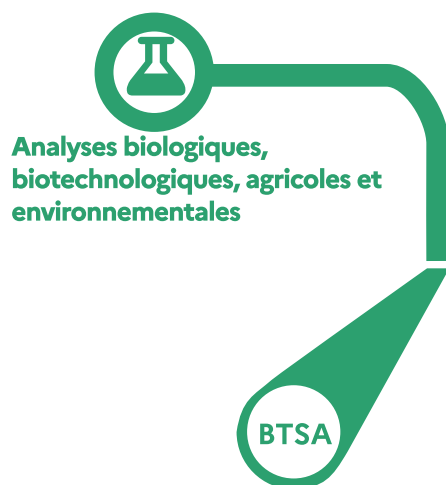 Analyses biologiques,
biotechnologiques, agricoles et
environnementales
BTSA